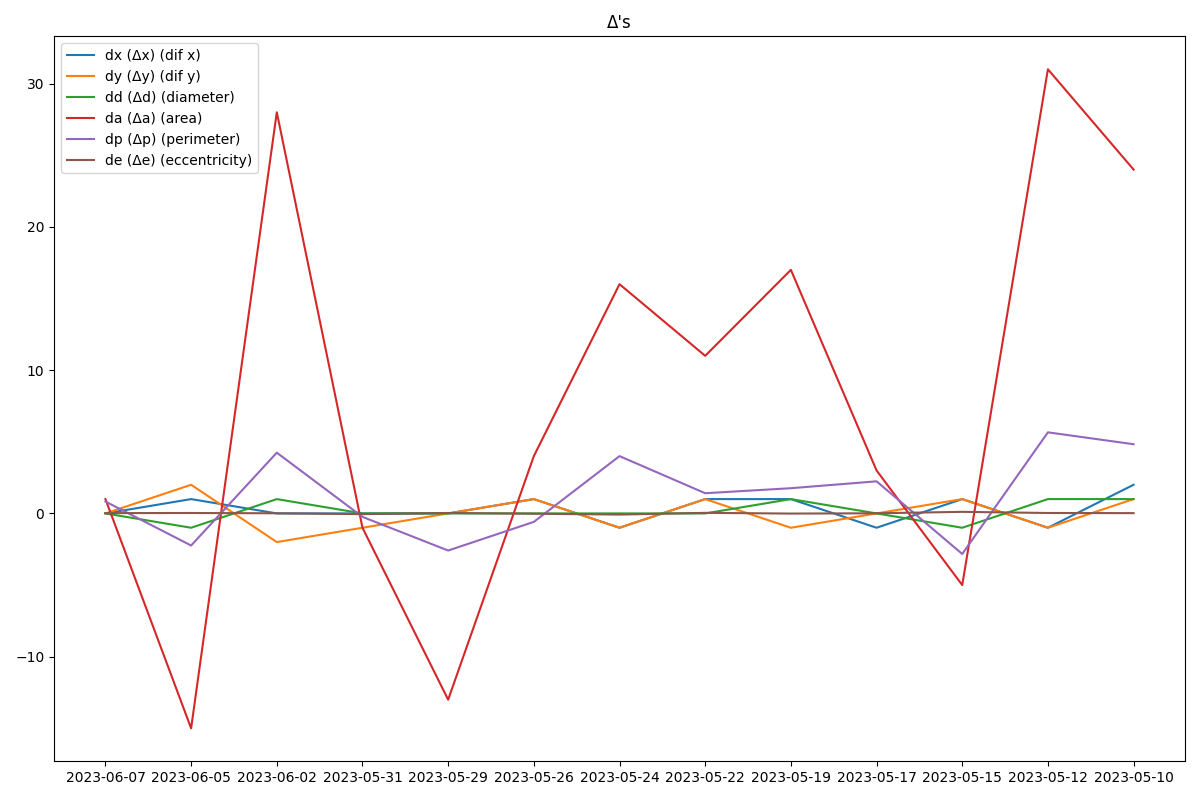 Δ's
dx (Δx) (dif x)
dy (Δy) (dif y)
dd (Δd) (diameter)
da (Δa) (area)
dp (Δp) (perimeter)
de (Δe) (eccentricity)
30
20
10
0
−10
2023-06-07 2023-06-05 2023-06-02 2023-05-31 2023-05-29 2023-05-26 2023-05-24 2023-05-22 2023-05-19 2023-05-17 2023-05-15 2023-05-12 2023-05-10